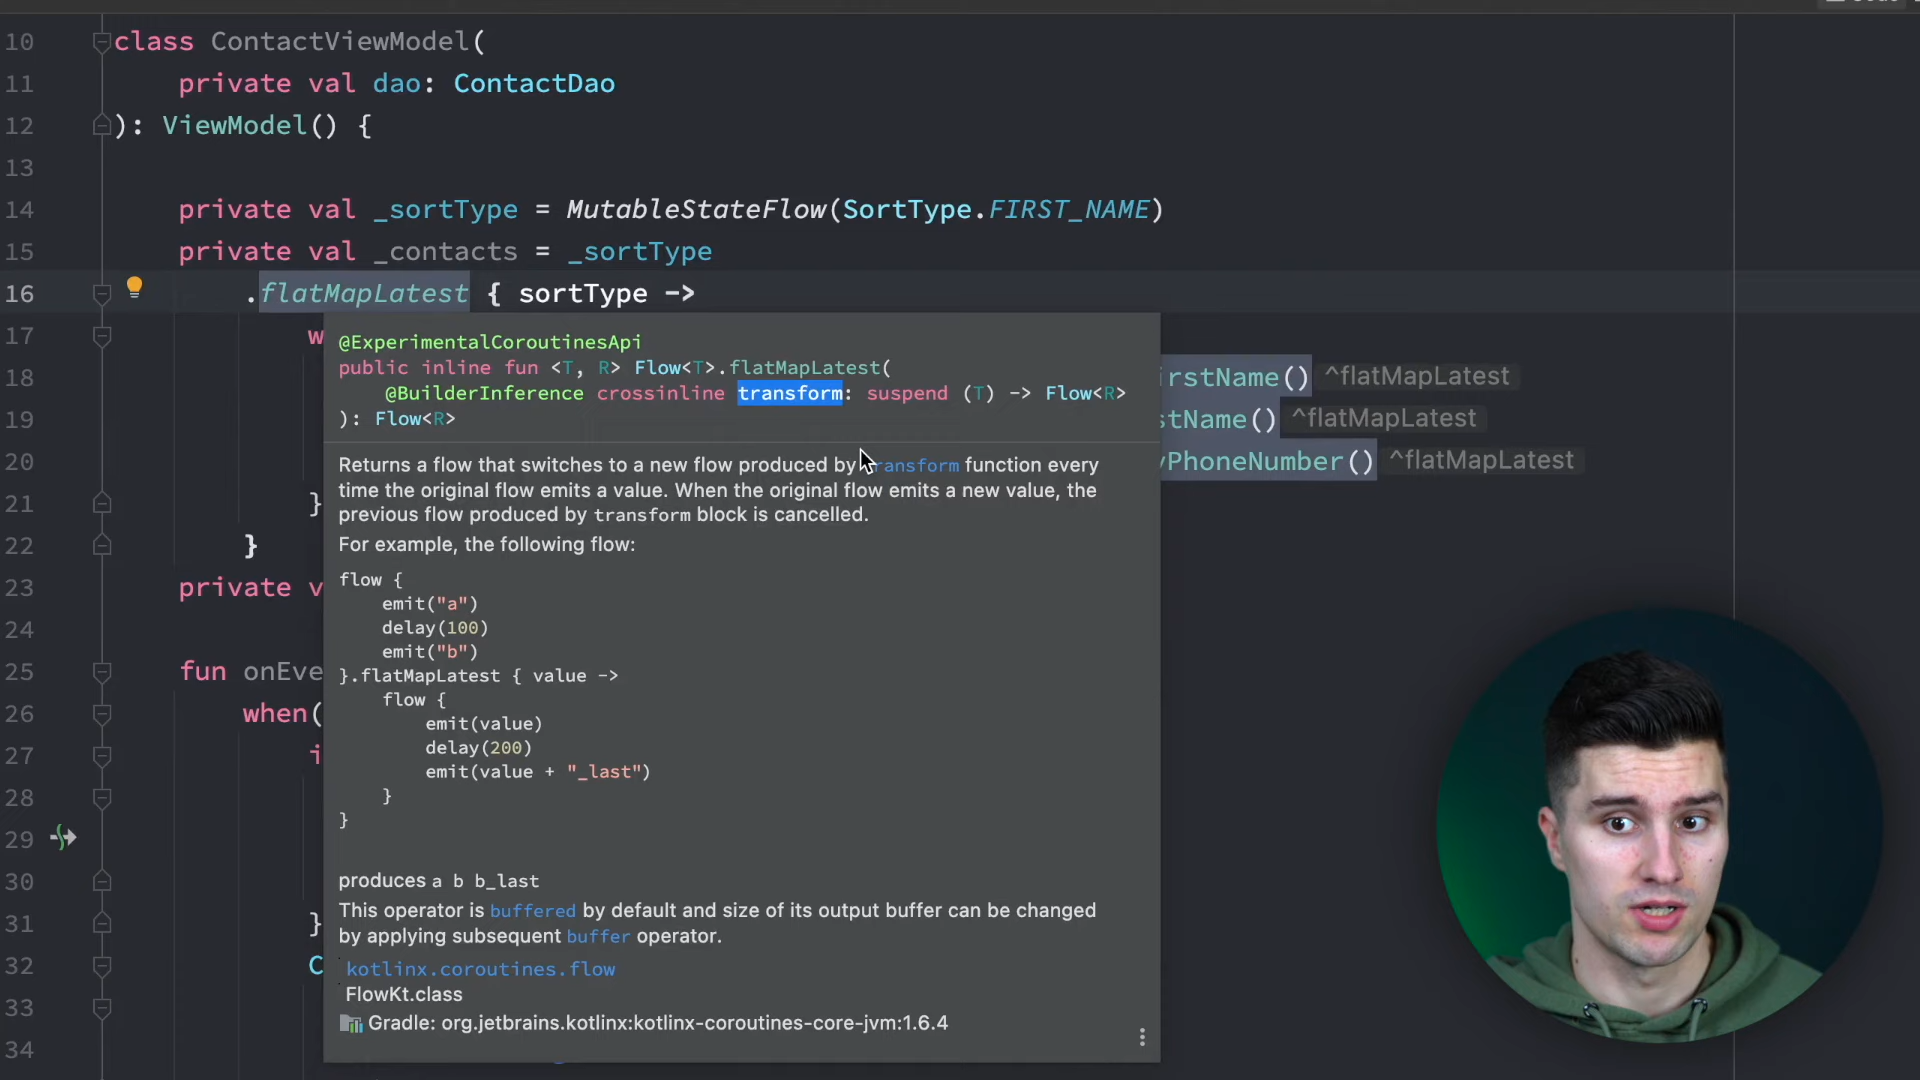 10 class ContactViewModel(
11 private val dao: ContactDao
12 ): ViewModel() {
13
14 private val _sortType = MutableStateFlow(SortType.FIRST_NAME)
15 private val _contacts = _sortType
16 .flatMapLatest { sortType ->
17 w
@ExperimentalCoroutinesApi
public inline fun <T, R> Flow<T>.flatMapLatest(
@BuilderInference crossinline transform: suspend (T) -> Flow<R>
): Flow<R>
18 irstName() ^flatMapLatest
19 stName() ^flatMapLatest
20 yPhoneNumber() ^flatMapLatest
21 }
22 }
23 private v
24
25 fun onEve
26 when(
27 i
28
29
30
31 }
32 C
33
34
Returns a flow that switches to a new flow produced by transform function every
time the original flow emits a value. When the original flow emits a new value, the
previous flow produced by transform block is cancelled.
For example, the following flow:
flow {
emit("a")
delay(100)
emit("b")
}.flatMapLatest { value ->
flow {
emit(value)
delay(200)
emit(value + "_last")
}
}
produces a b b_last
This operator is buffered by default and size of its output buffer can be changed
by applying subsequent buffer operator.
kotlinx.coroutines.flow
FlowKt.class
Gradle: org.jetbrains.kotlinx:kotlinx-coroutines-core-jvm:1.6.4